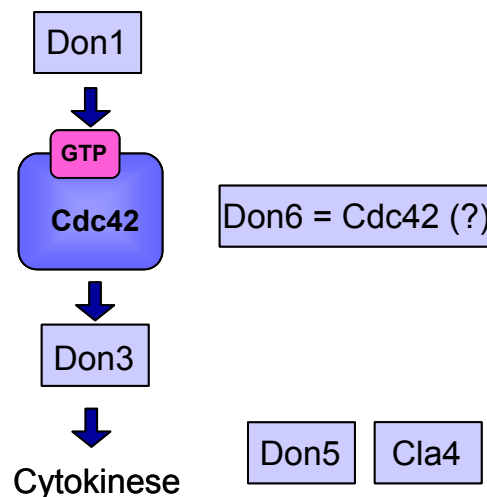 Don1
GTP
Cdc42
Don6 = Cdc42 (?)
Don3
Don5
Cla4
Cytokinese